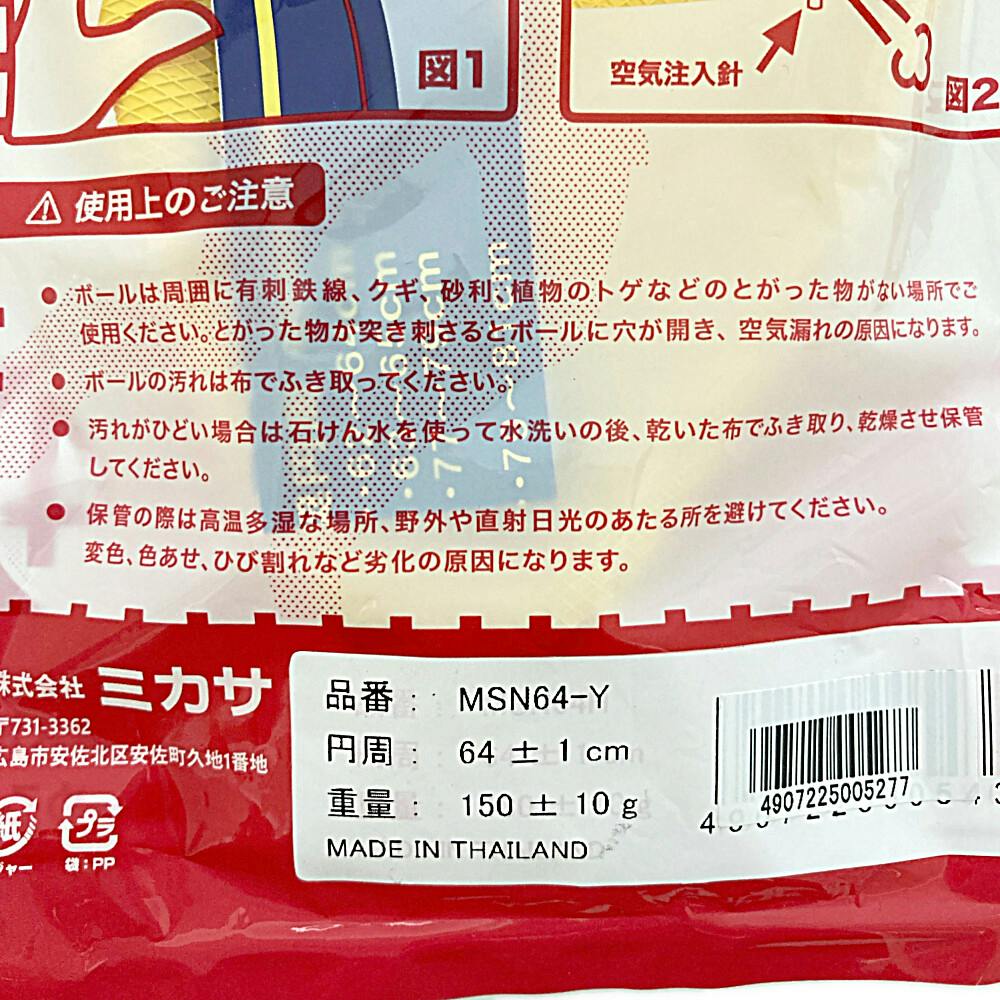 図1
空気注入針
図2
使用上のご注意
● ボールは周囲に有刺鉄線、クギ、砂利、植物のトゲなどのとがった物がない場所でご
使用ください。とがった物が突き刺さるとボールに穴が開き、空気漏れの原因になります。
● ボールの汚れは布でふき取ってください。
● 汚れがひどい場合は石けん水を使って水洗いの後、乾いた布でふき取り、乾燥させ保管
してください。
● 保管の際は高温多湿な場所、野外や直射日光のあたる所を避けてください。
変色、色あせ、ひび割れなど劣化の原因になります。
株式会社 ミカサ
〒731-3362
広島市安佐北区安佐町久地1番地
紙
プラ
袋:PP
品番: MSN64-Y
円周: 64 ±1cm
重量: 150±10g
MADE IN THAILAND
4907225005277